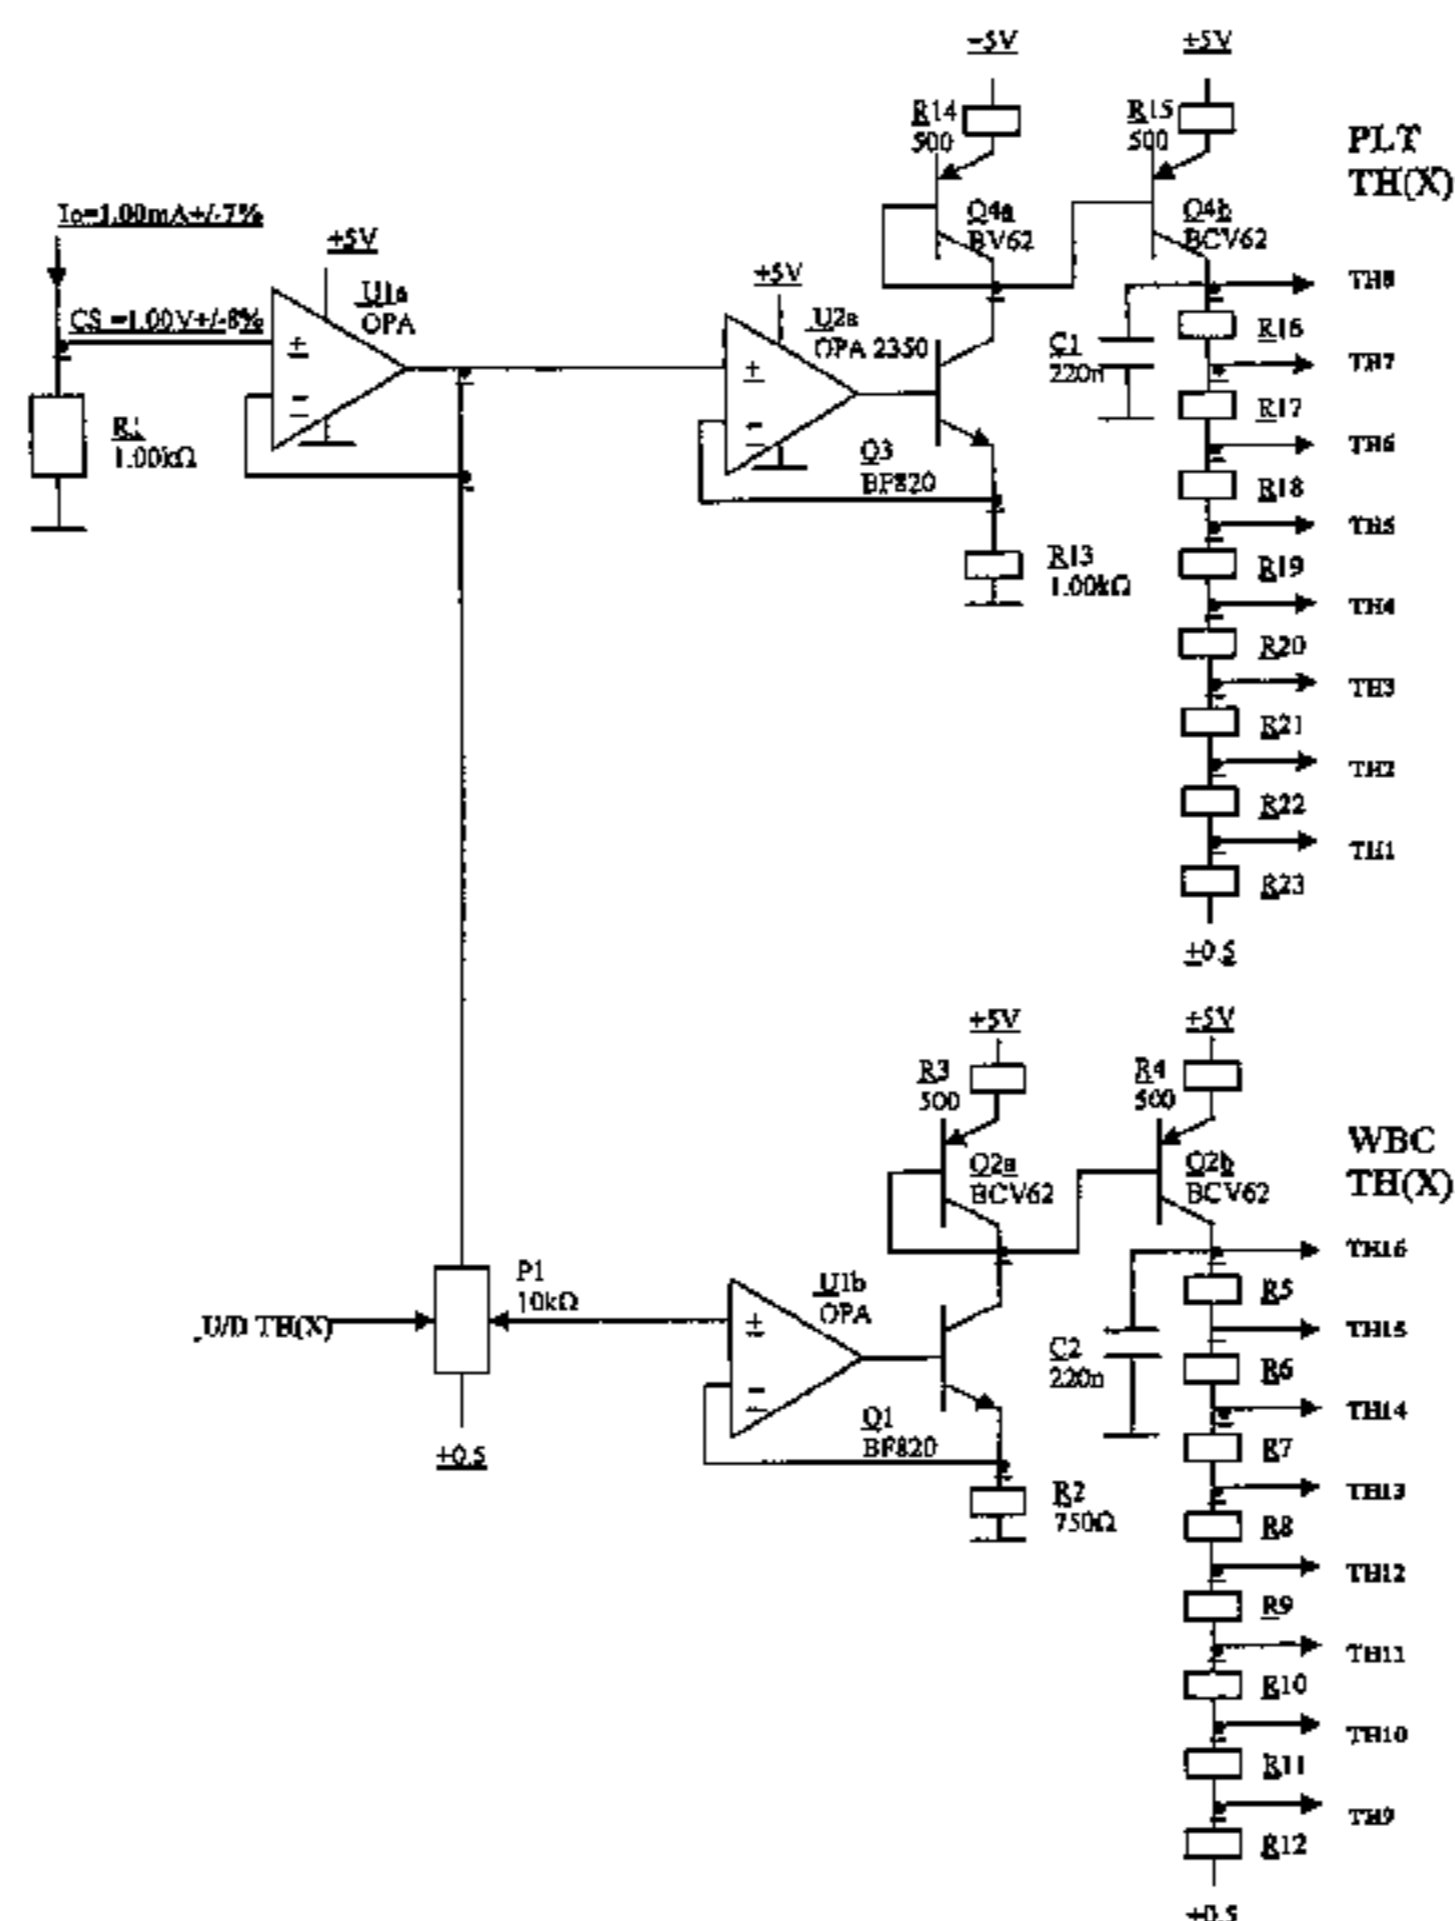 +5V
+5V
R14
500
R15
500
PLT
TH(X)
Io=1.00mA+/-7%
Q4a
BV62
Q4b
BCV62
+5V
U1a
OPA
CS =1.00V+/-8%
+5V
U2a
OPA 2350
C1
220n
TH8
R16
TH7
R17
TH6
R18
TH5
R19
TH4
R20
TH3
R21
TH2
R22
TH1
R23
+0.5
R1
1.00kΩ
Q3
BF820
R13
1.00kΩ
+5V
+5V
R3
500
R4
500
WBC
TH(X)
Q2a
BCV62
Q2b
BCV62
P1
10kΩ
U/D TH(X)
+0.5
U1b
OPA
Q1
BF820
R2
750Ω
C2
220n
TH16
R5
TH15
R6
TH14
R7
TH13
R8
TH12
R9
TH11
R10
TH10
R11
TH9
R12
+0.5